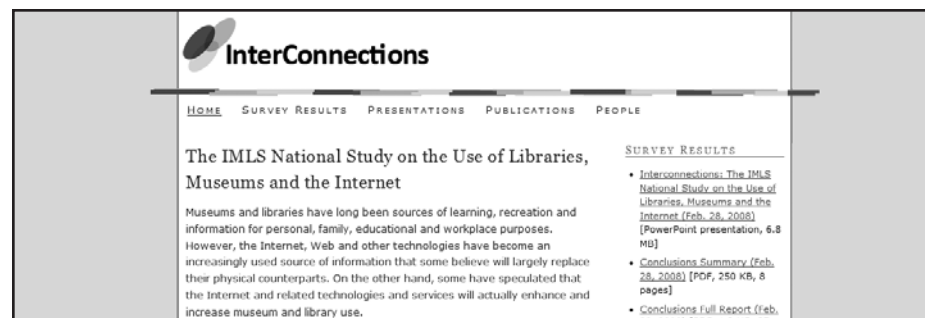 InterConnections
HOME SURVEY RESULTS PRESENTATIONS PUBLICATIONS PEOPLE
The IMLS National Study on the Use of Libraries,
Museums and the Internet
Museums and libraries have long been sources of learning, recreation and
information for personal, family, educational and workplace purposes.
However, the Internet, Web and other technologies have become an
increasingly used source of information that some believe will largely replace
their physical counterparts. On the other hand, some have speculated that
the Internet and related technologies and services will actually enhance and
increase museum and library use.
SURVEY RESULTS
• Interconnections: The IMLS
National Study on the Use of
Libraries, Museums and the
Internet (Feb. 28, 2008)
[PowerPoint presentation, 6.8
MB]
• Conclusions Summary (Feb.
28, 2008) [PDF, 250 KB, 8
pages]
• Conclusions Full Report (Feb.